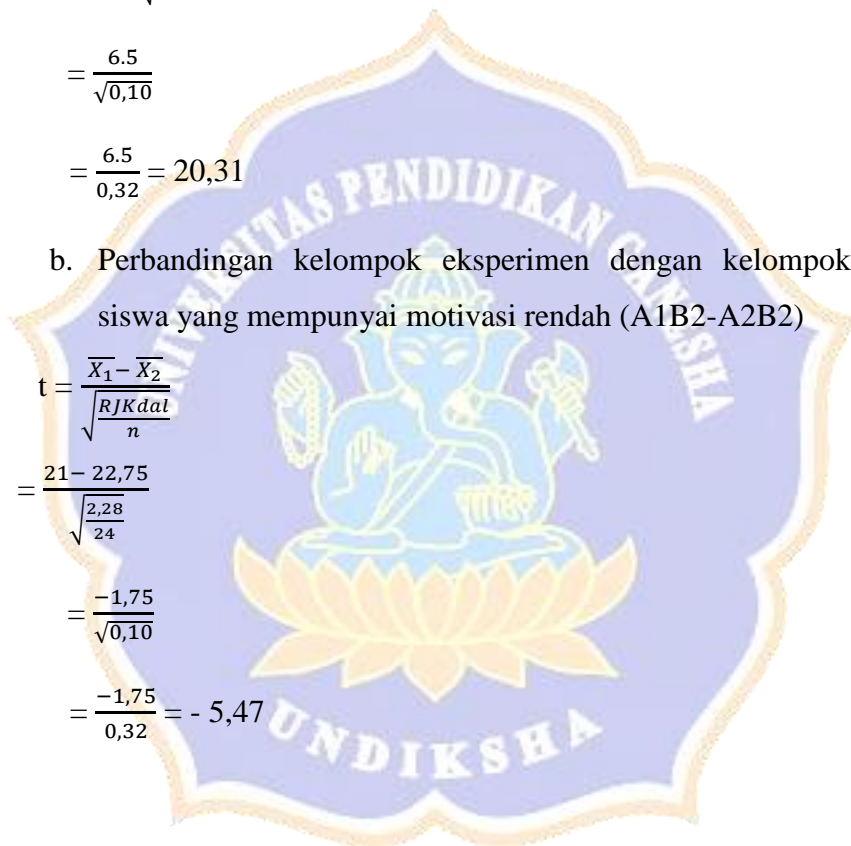 = 6.5 / √0,10
= 6.5 / 0,32 = 20,31
b. Perbandingan kelompok eksperimen dengan kelompok
siswa yang mempunyai motivasi rendah (A1B2-A2B2)
t = (X̅₁ − X̅₂) / √(RJKdal / n)
= (21− 22,75) / √(2,28 / 24)
= −1,75 / √0,10
= −1,75 / 0,32 = - 5,47
UNIVERSITAS PENDIDIKAN GANESHA
UNDIKSHA